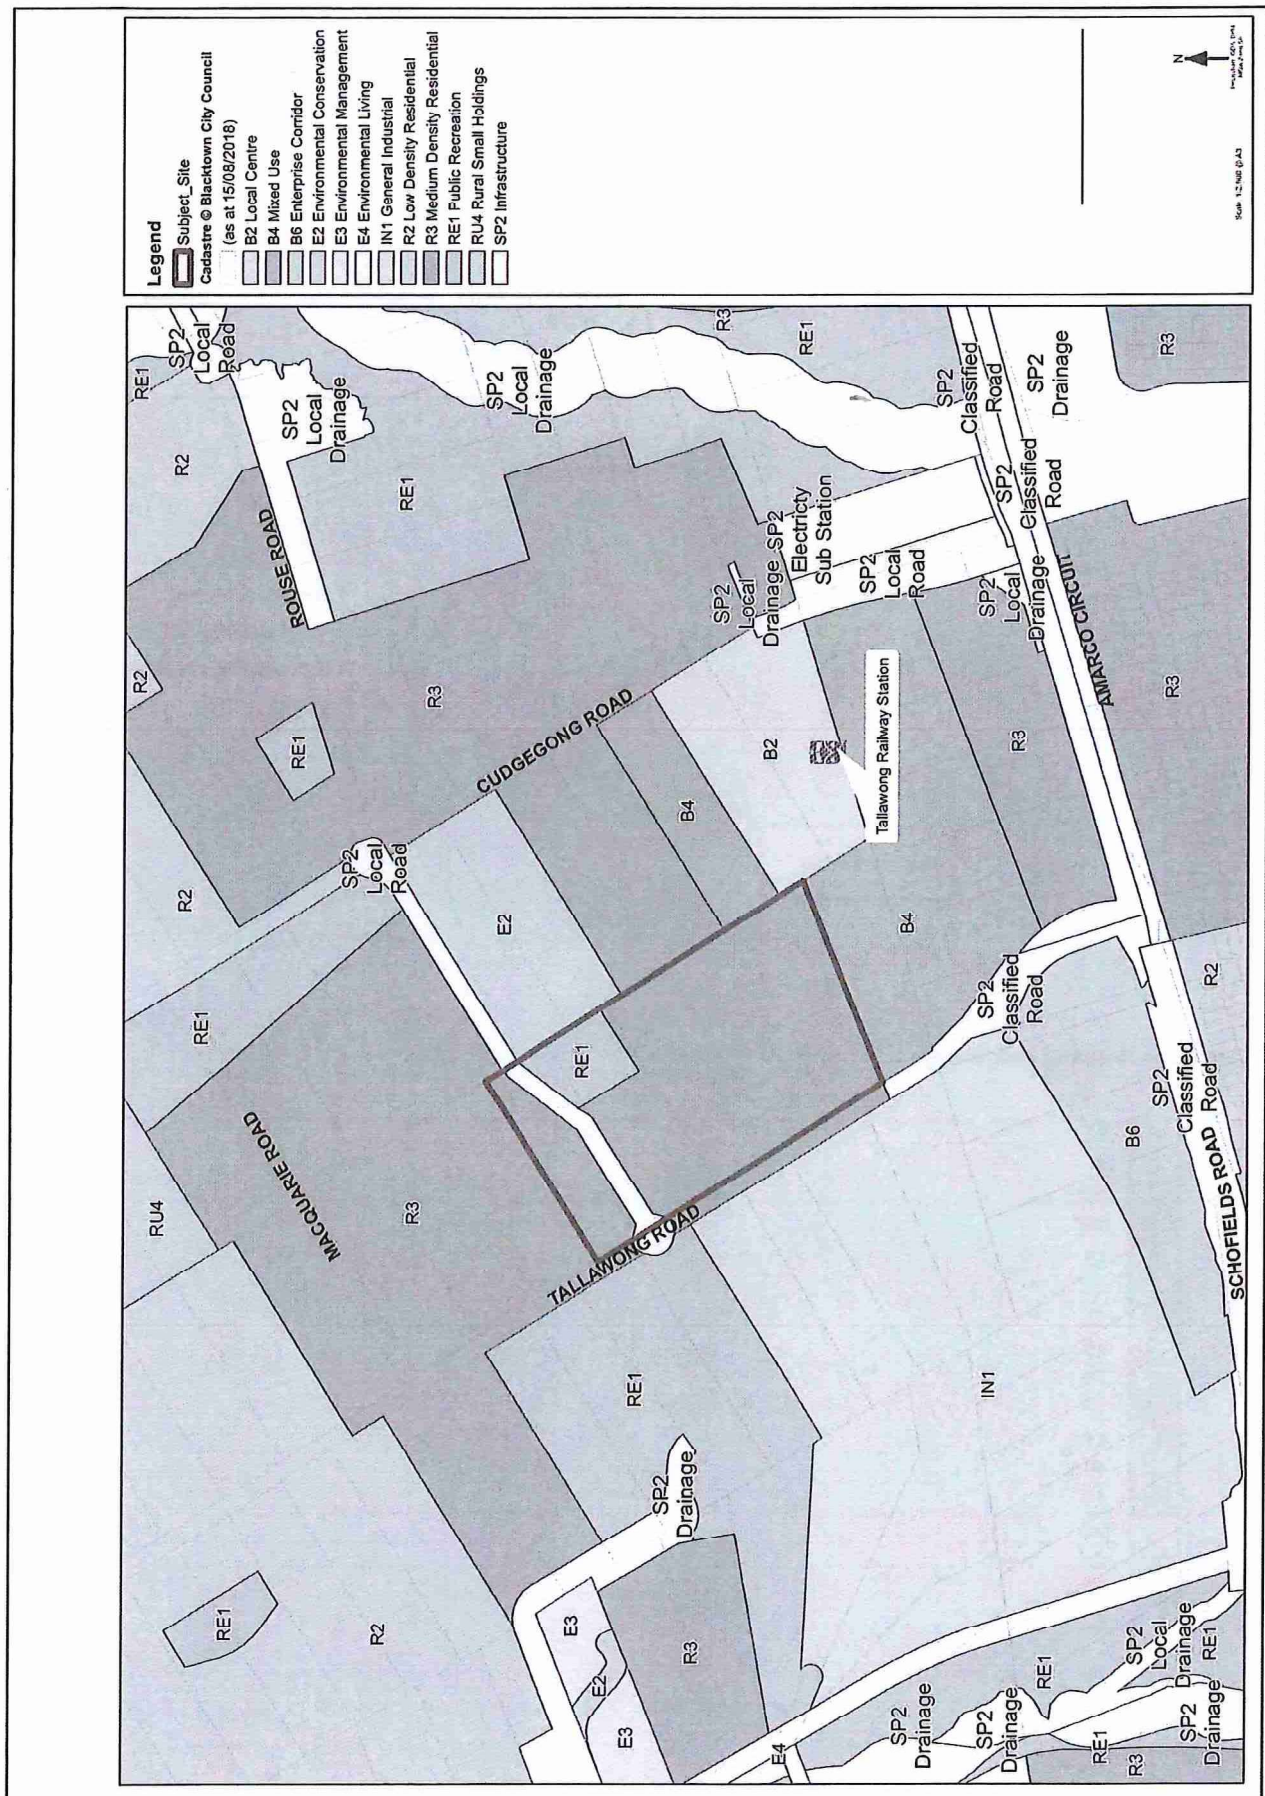 Legend
Subject_Site
Cadastre © Blacktown City Council
(as at 15/08/2018)
B2 Local Centre
B4 Mixed Use
B6 Enterprise Corridor
E2 Environmental Conservation
E3 Environmental Management
E4 Environmental Living
IN1 General Industrial
R2 Low Density Residential
R3 Medium Density Residential
RE1 Public Recreation
RU4 Rural Small Holdings
SP2 Infrastructure
N
RE1
R2
MACQUARIE ROAD
RU4
RE1
R2
R2
RE1
R2
RE1
SP2
Local
Road
ROUSE ROAD
SP2
Local
Drainage
RE1
R3
RE1
SP2
Local
Road
R3
CUDGEGONG ROAD
E2
RE1
TALLAWONG ROAD
RE1
SP2
Drainage
E3
E2
E3
R3
SP2
Local
Drainage
R3
RE1
B4
B2
Tallawong Railway Station
SP2
Local
Drainage
SP2
Electricty
Sub Station
SP2
Local
Road
SP2
Local
Drainage
SP2
Classified
Road
SP2
Classified
Road
SP2
Drainage
R3
B4
R3
AMARCO CIRCUIT
R3
SP2
Classified
Road
IN1
B6
SP2
Classified
Road
R2
SCHOFIELDS ROAD
E4
SP2
Drainage
SP2
Drainage
RE1
SP2
Local
Drainage
RE1
RE1
R3
SP2
Drainage